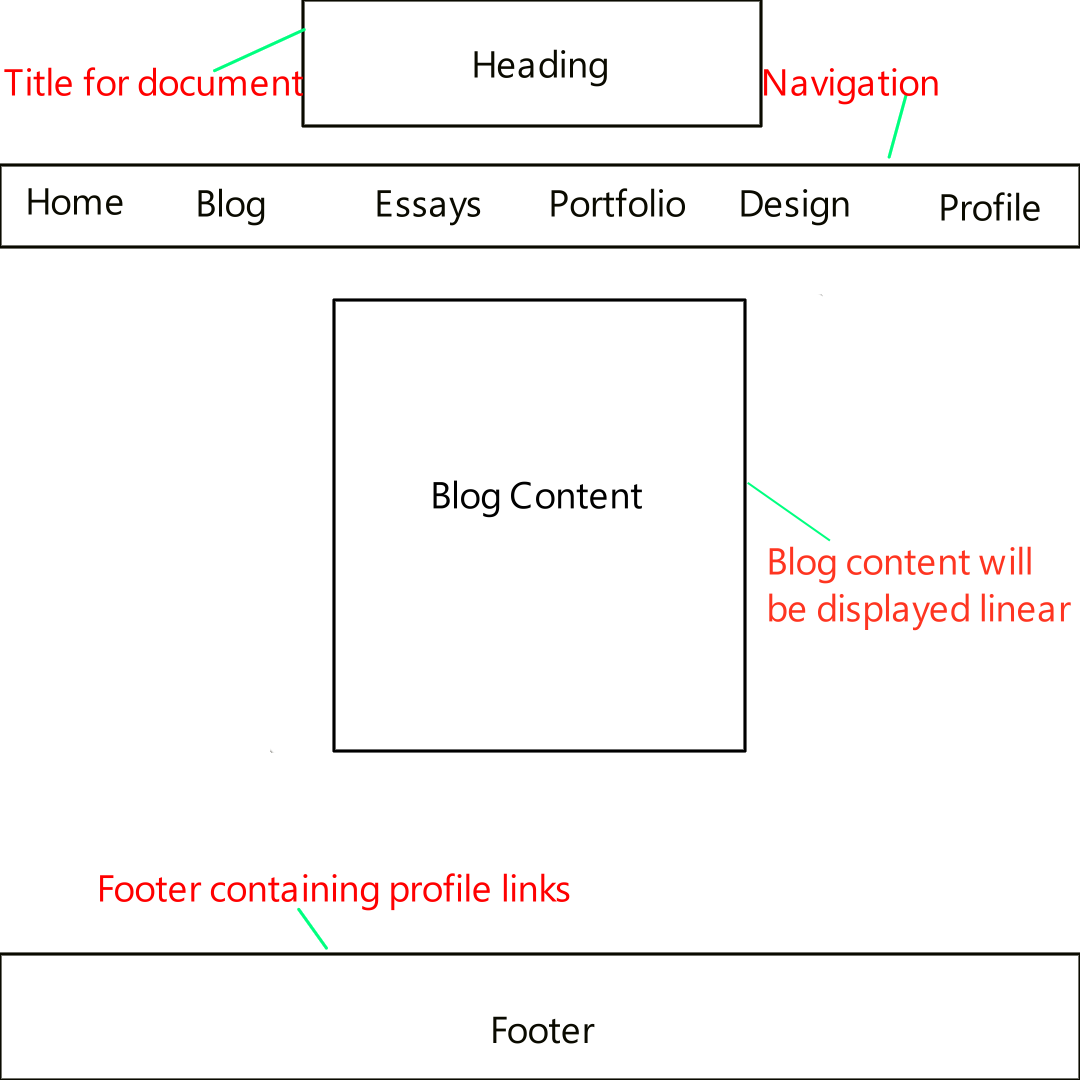 Heading
Title for document
Navigation
Home Blog Essays Portfolio Design Profile
Blog Content
Blog content will
be displayed linear
Footer containing profile links
Footer